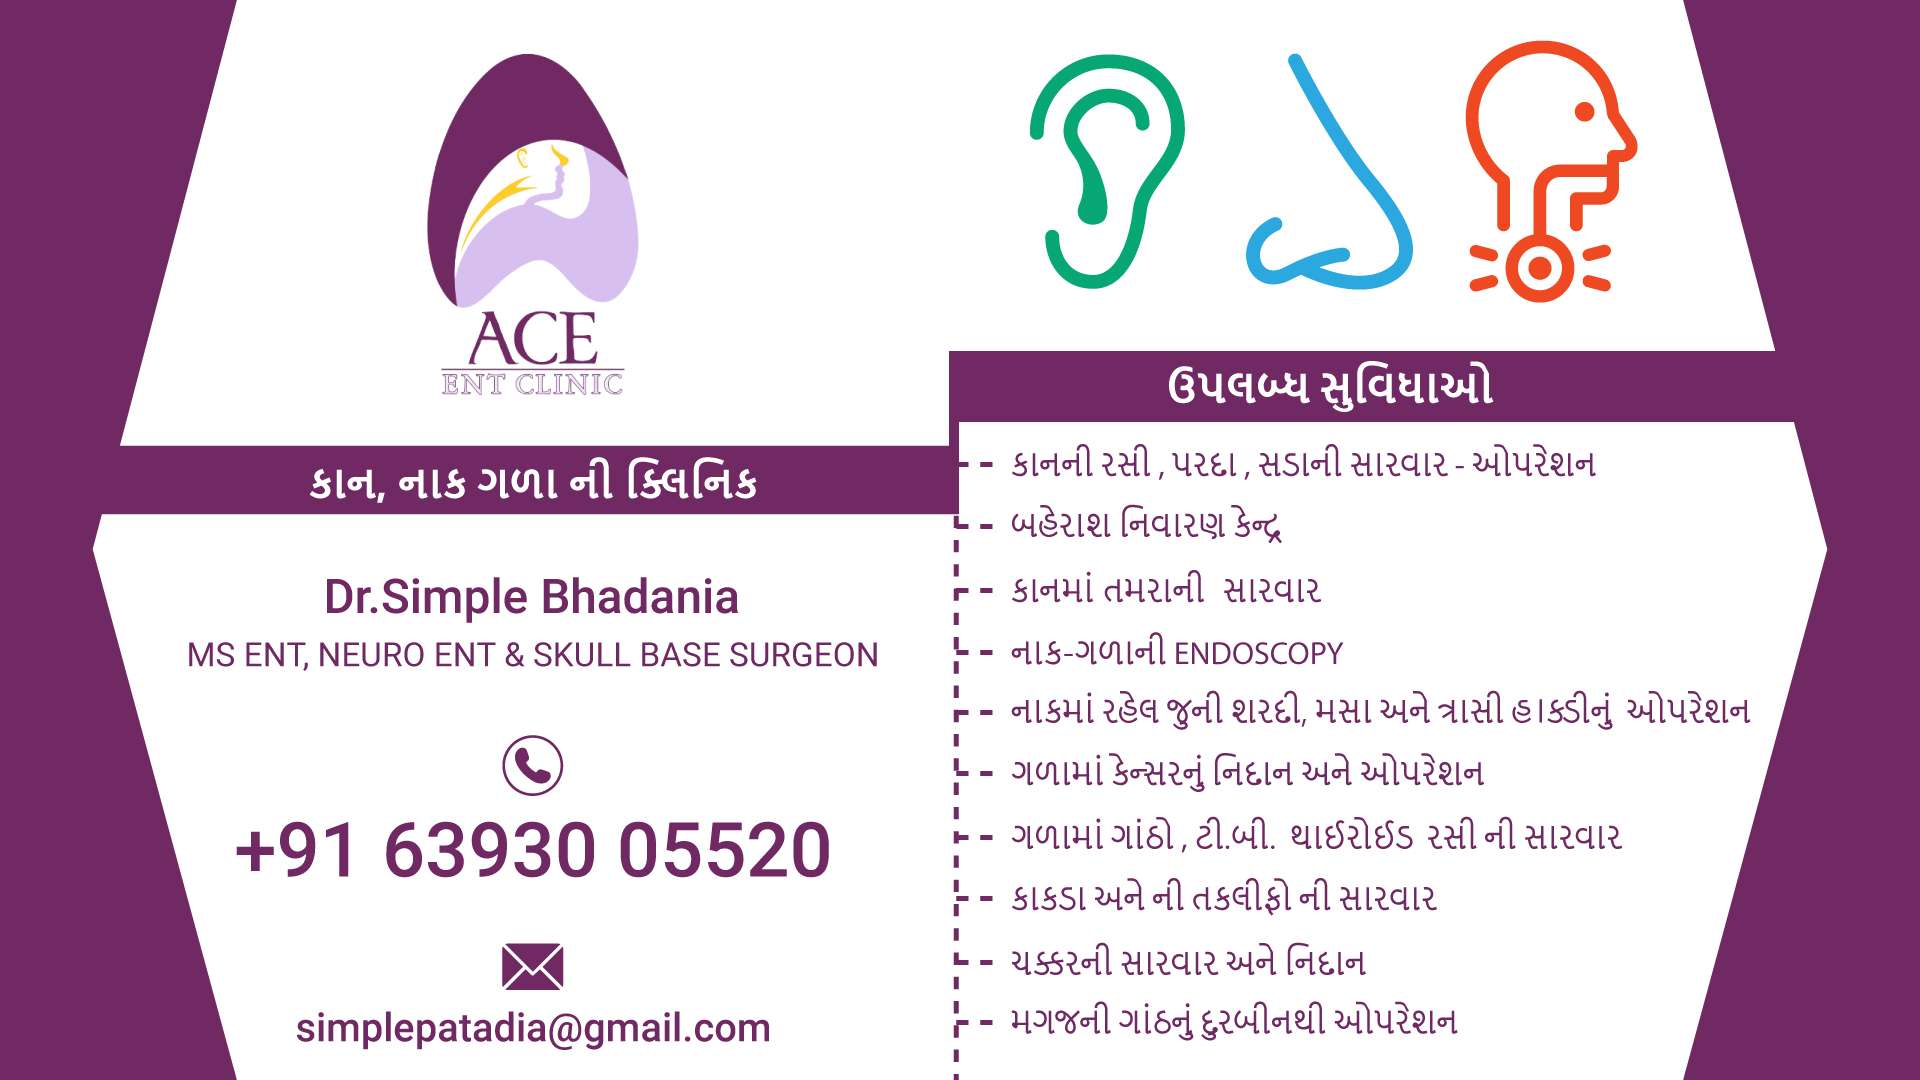 ACE
ENT CLINIC
કાન, નાક ગળા ની ક્લિનિક
Dr.Simple Bhadania
MS ENT, NEURO ENT & SKULL BASE SURGEON
+91 63930 05520
simplepatadia@gmail.com
ઉપલબ્ધ સુવિધાઓ
કાનની રસી , પરદા , સડાની સારવાર - ઓપરેશન
બહેરાશ નિવારણ કેન્દ્ર
કાનમાં તમરાની સારવાર
નાક-ગળાની ENDOSCOPY
નાકમાં રહેલ જુની શરદી, મસા અને ત્રાસી હાક્ડીનું ઓપરેશન
ગળામાં કેન્સરનું નિદાન અને ઓપરેશન
ગળામાં ગાંઠો , ટી.બી. થાઈરોઈડ રસી ની સારવાર
કાકડા અને ની તકલીફો ની સારવાર
ચક્કરની સારવાર અને નિદાન
મગજની ગાંઠનું દુરબીનથી ઓપરેશન